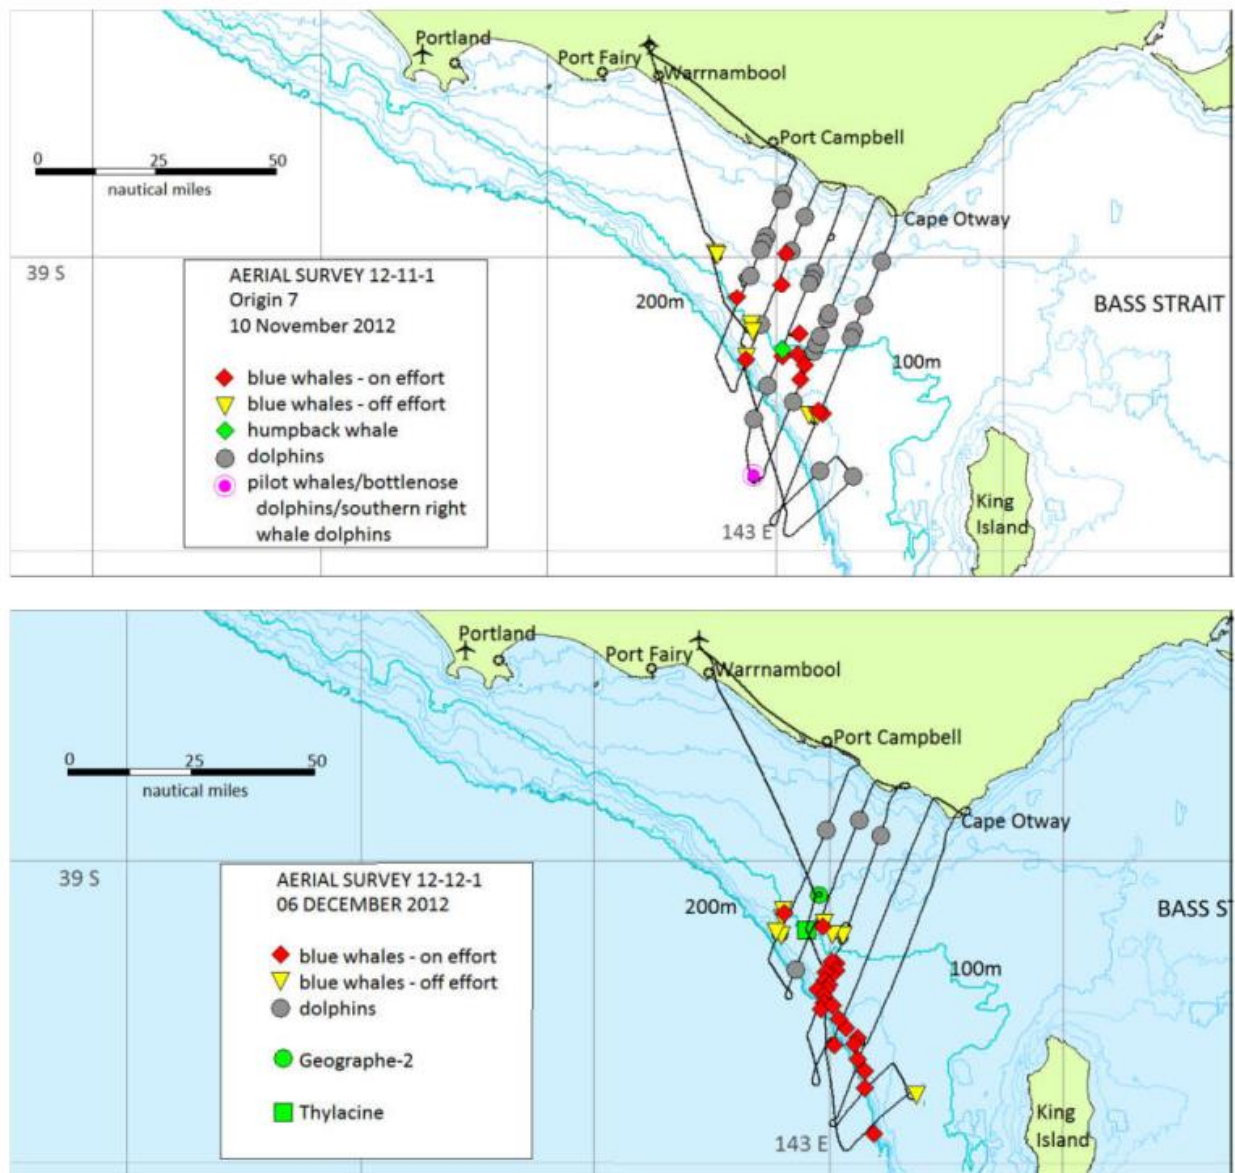 Portland
Port Fairy
Warrnambool
Port Campbell
0 25 50
nautical miles
Cape Otway
39 S
AERIAL SURVEY 12-11-1
Origin 7
10 November 2012
200m
BASS STRAIT
100m
blue whales - on effort
blue whales - off effort
humpback whale
dolphins
pilot whales/bottlenose
dolphins/southern right
whale dolphins
King
Island
143 E
Portland
Port Fairy
Warrnambool
Port Campbell
0 25 50
nautical miles
Cape Otway
39 S
AERIAL SURVEY 12-12-1
06 DECEMBER 2012
200m
BASS ST
100m
blue whales - on effort
blue whales - off effort
dolphins
Geographe-2
Thylacine
King
Island
143 E